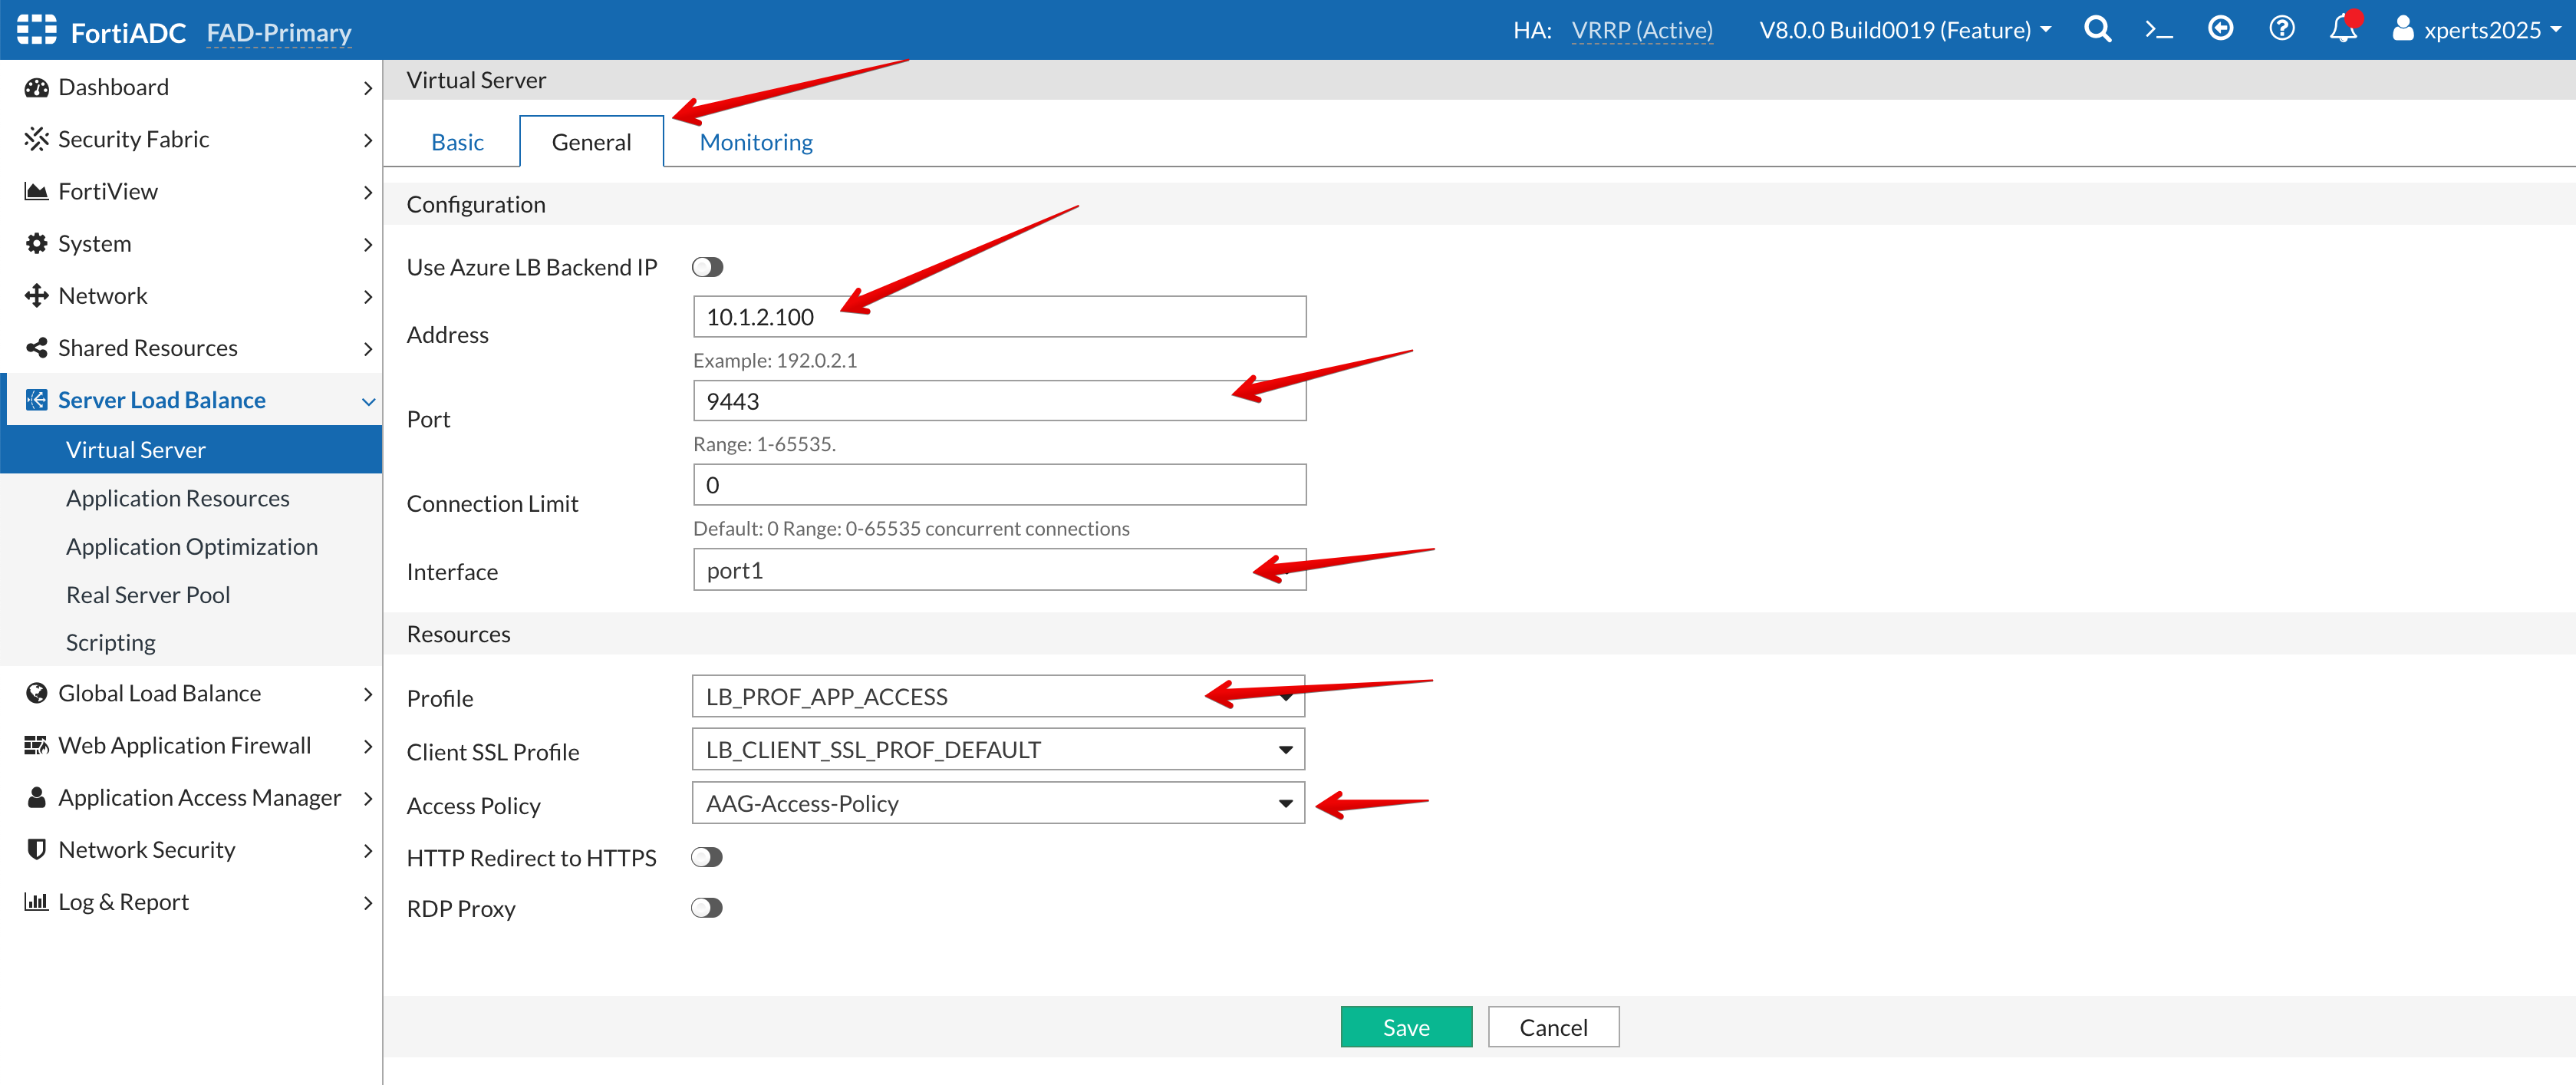 FortiADC FAD-Primary HA: VRRP (Active) V8.0.0 Build0019 (Feature) xperts2025
Dashboard
Security Fabric
FortiView
System
Network
Shared Resources
Server Load Balance
Virtual Server
Application Resources
Application Optimization
Real Server Pool
Scripting
Global Load Balance
Web Application Firewall
Application Access Manager
Network Security
Log & Report
Virtual Server
Basic General Monitoring
Configuration
Use Azure LB Backend IP
Address 10.1.2.100
Example: 192.0.2.1
Port 9443
Range: 1-65535.
Connection Limit 0
Default: 0 Range: 0-65535 concurrent connections
Interface port1
Resources
Profile LB_PROF_APP_ACCESS
Client SSL Profile LB_CLIENT_SSL_PROF_DEFAULT
Access Policy AAG-Access-Policy
HTTP Redirect to HTTPS
RDP Proxy
Save Cancel